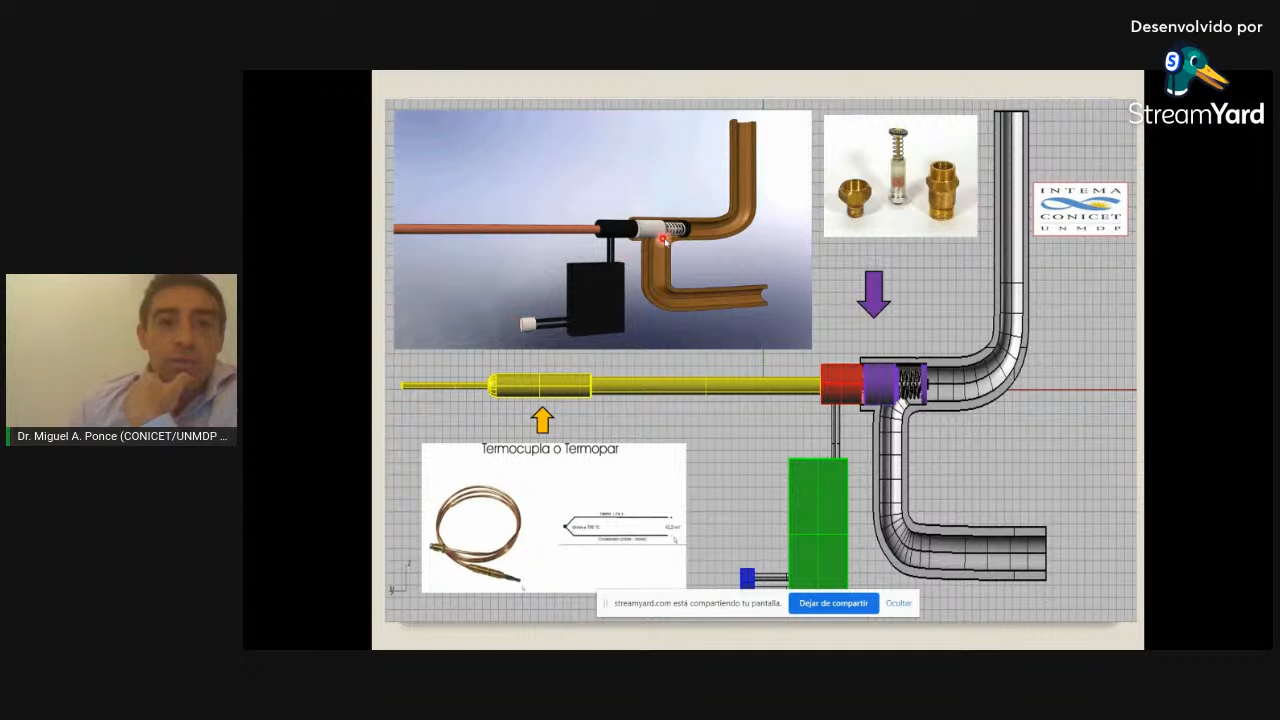 Desenvolvido por
StreamYard
INTEMA
CONICET
UNMDP
Termocupla o Termopar
Dr. Miguel A. Ponce (CONICET/UNMDP ...
streamyard.com está compartiendo tu pantalla.
Dejar de compartir
Ocultar